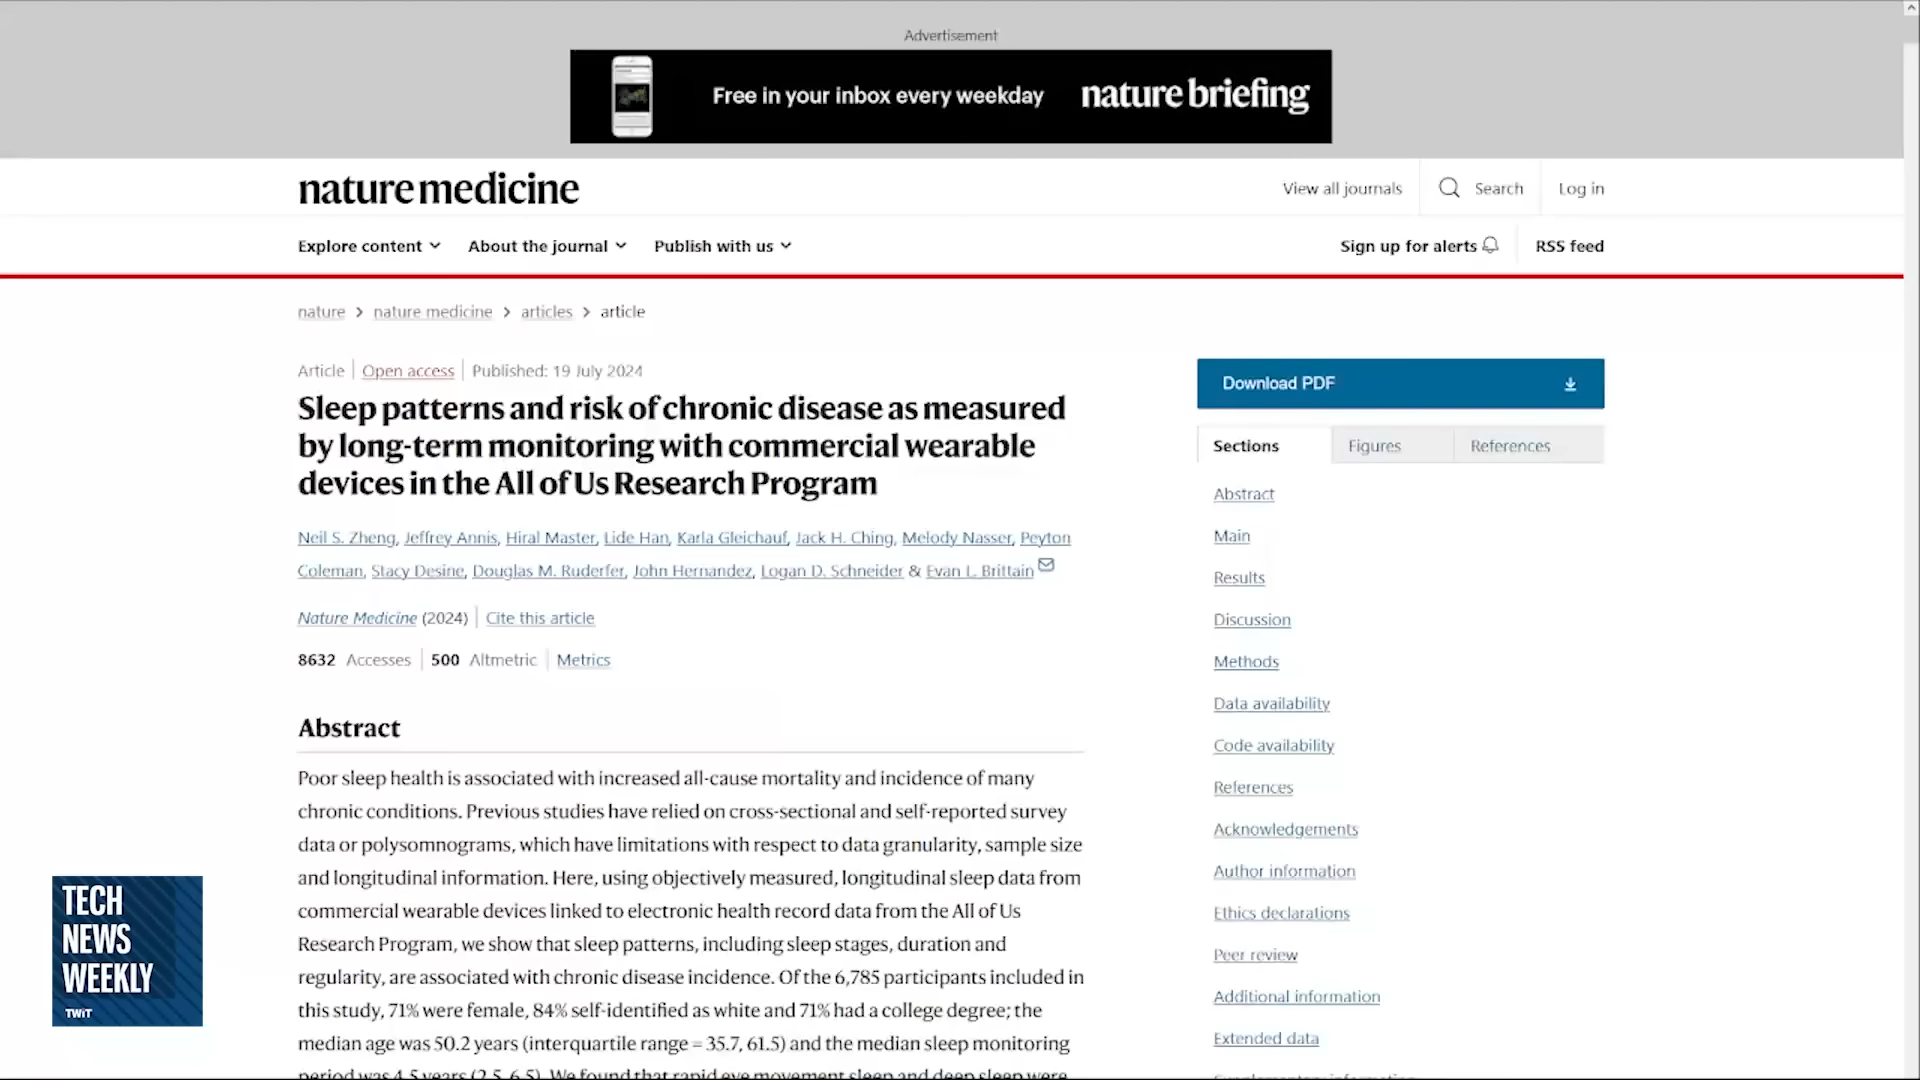 Advertisement
Free in your inbox every weekday
nature briefing
nature medicine
View all journals
Search
Log in
Explore content
About the journal
Publish with us
Sign up for alerts
RSS feed
nature > nature medicine > articles > article
Article | Open access | Published: 19 July 2024
Sleep patterns and risk of chronic disease as measured
by long-term monitoring with commercial wearable
devices in the All of Us Research Program
Neil S. Zheng, Jeffrey Annis, Hiral Master, Lide Han, Karla Gleichauf, Jack H. Ching, Melody Nasser, Peyton
Coleman, Stacy Desine, Douglas M. Ruderfer, John Hernandez, Logan D. Schneider & Evan L. Brittain
Nature Medicine (2024) | Cite this article
8632 Accesses | 500 Altmetric | Metrics
Abstract
Poor sleep health is associated with increased all-cause mortality and incidence of many
chronic conditions. Previous studies have relied on cross-sectional and self-reported survey
data or polysomnograms, which have limitations with respect to data granularity, sample size
and longitudinal information. Here, using objectively measured, longitudinal sleep data from
commercial wearable devices linked to electronic health record data from the All of Us
Research Program, we show that sleep patterns, including sleep stages, duration and
regularity, are associated with chronic disease incidence. Of the 6,785 participants included in
this study, 71% were female, 84% self-identified as white and 71% had a college degree; the
median age was 50.2 years (interquartile range = 35.7, 61.5) and the median sleep monitoring
period was 4.5 years (2.5, 6.5). We found that rapid eye movement sleep and deep sleep were
Download PDF
Sections
Figures
References
Abstract
Main
Results
Discussion
Methods
Data availability
Code availability
References
Acknowledgements
Author information
Ethics declarations
Peer review
Additional information
Extended data
Supplementary information
TECH
NEWS
WEEKLY
TWiT